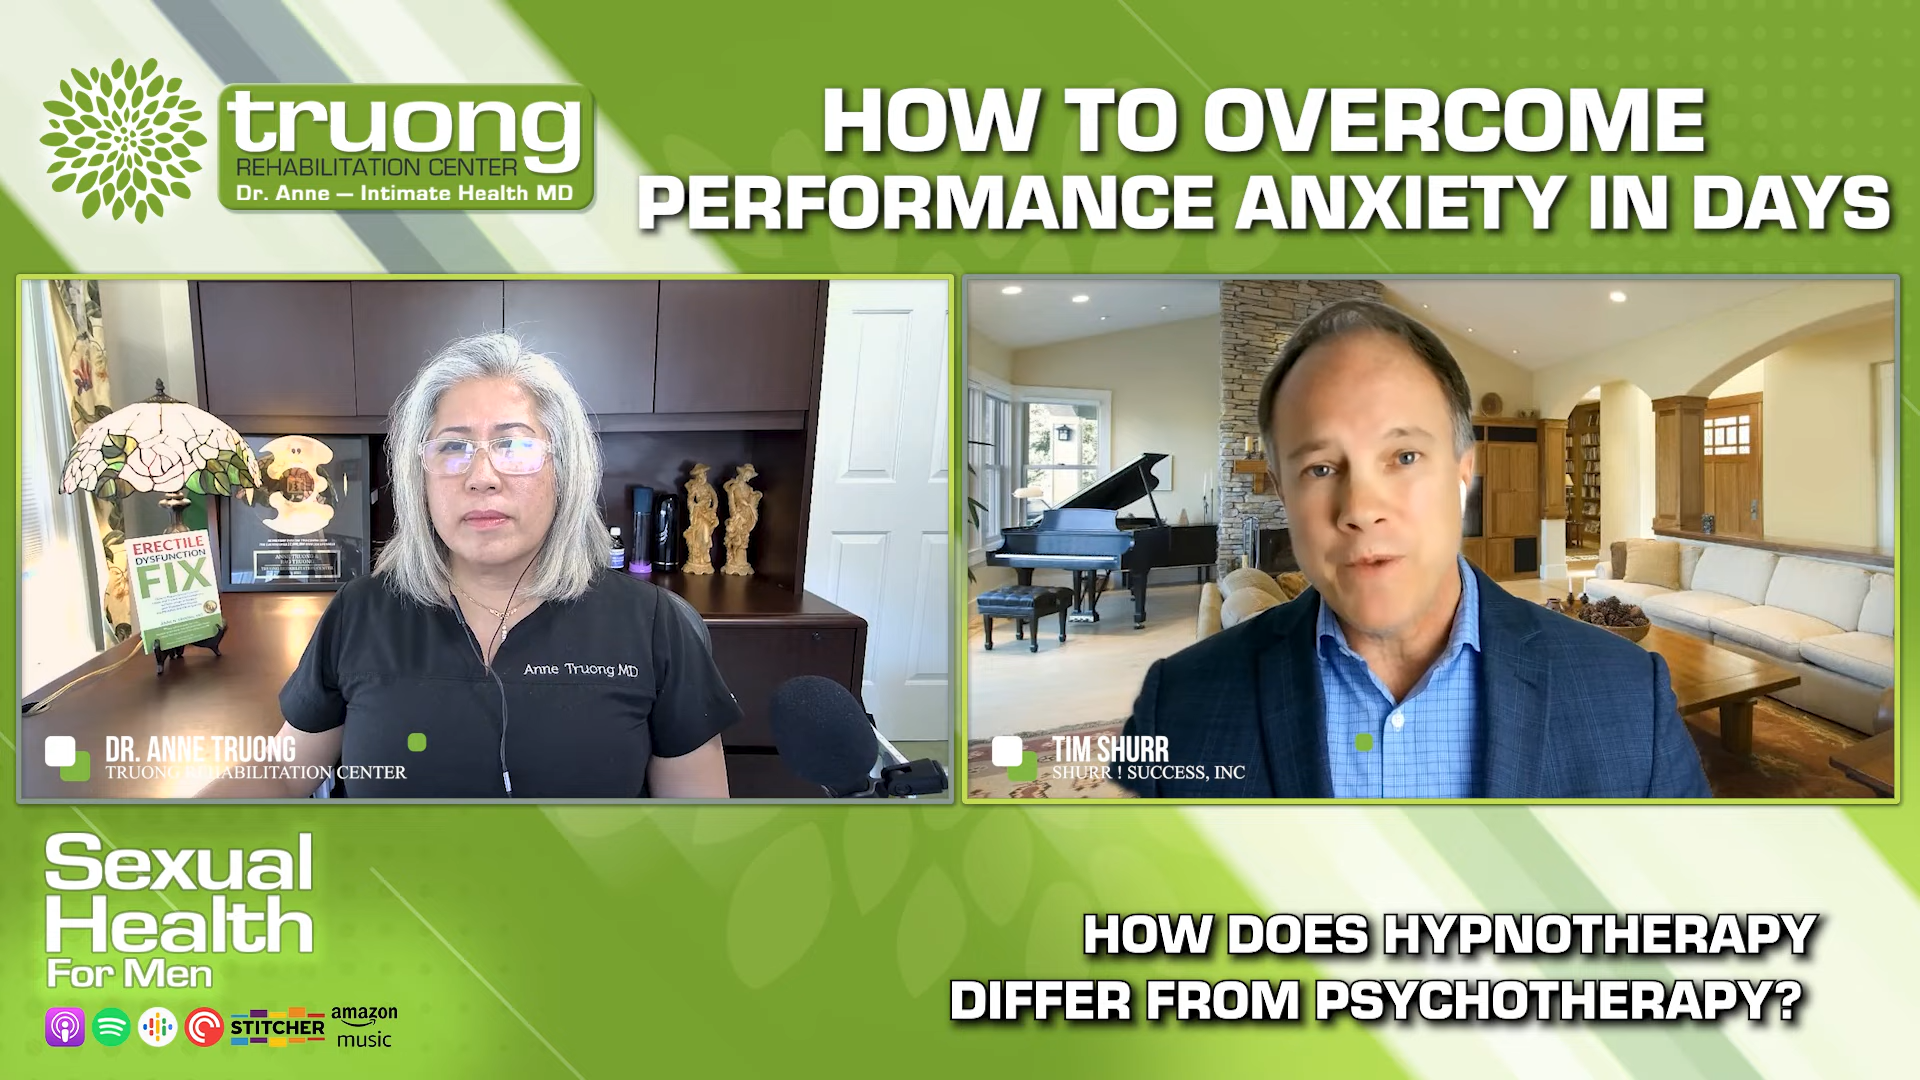 truong
REHABILITATION CENTER
Dr. Anne – Intimate Health MD
HOW TO OVERCOME
PERFORMANCE ANXIETY IN DAYS
ERECTILE
DYSFUNCTION
FIX
Anne Truong MD
DR. ANNE TRUONG
TRUONG REHABILITATION CENTER
TIM SHURR
SHURR ! SUCCESS, INC
Sexual
Health
For Men
STITCHER
amazon
music
HOW DOES HYPNOTHERAPY
DIFFER FROM PSYCHOTHERAPY?